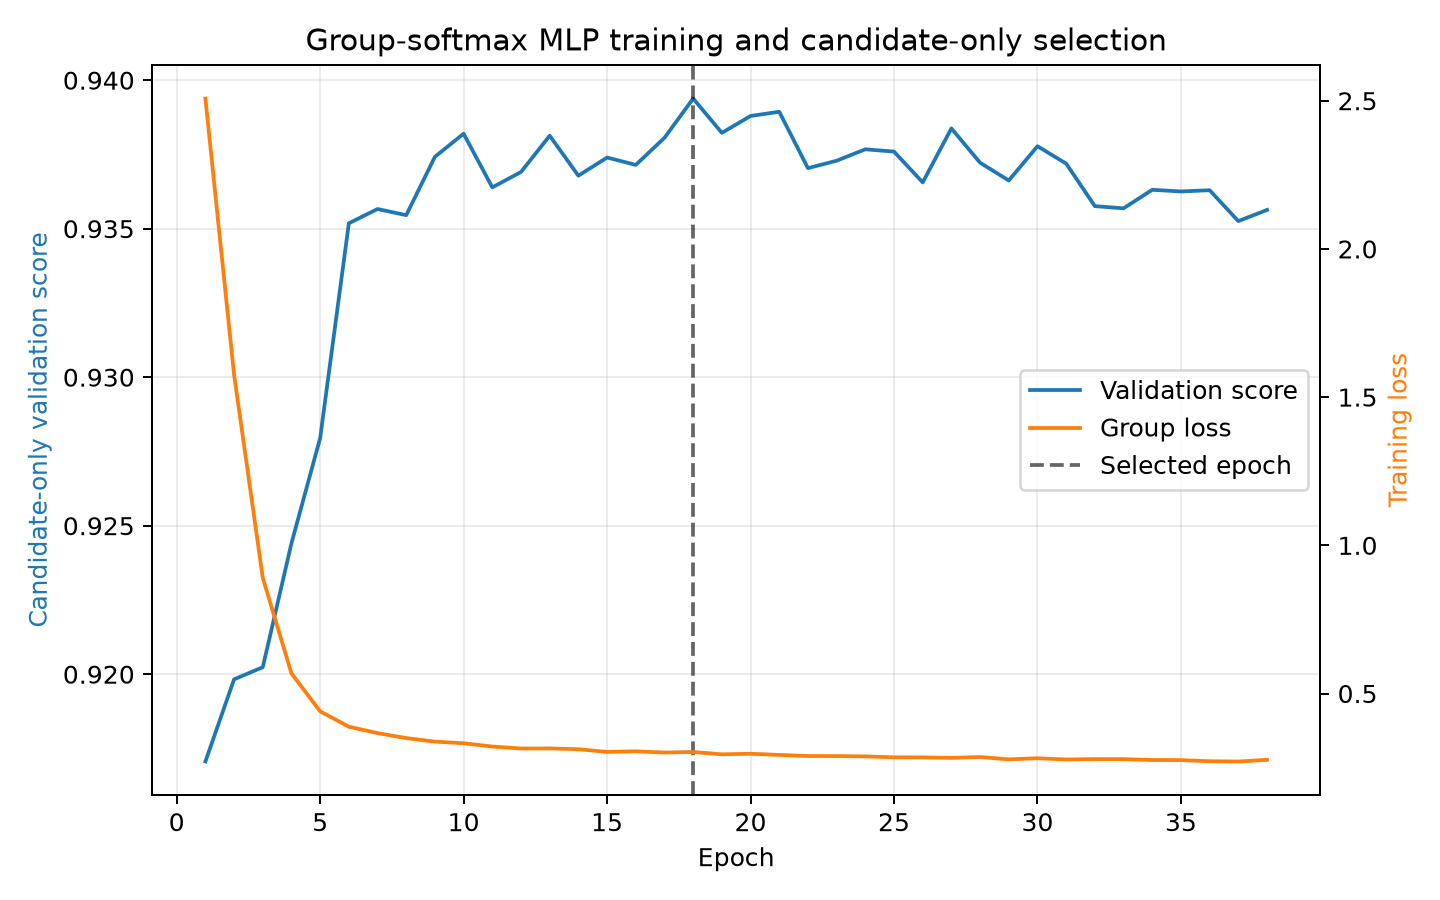 Group-softmax MLP training and candidate-only selection
Candidate-only validation score
0.940
0.935
0.930
0.925
0.920
2.5
2.0
1.5
1.0
0.5
Training loss
Validation score
Group loss
Selected epoch
0 5 10 15 20 25 30 35
Epoch